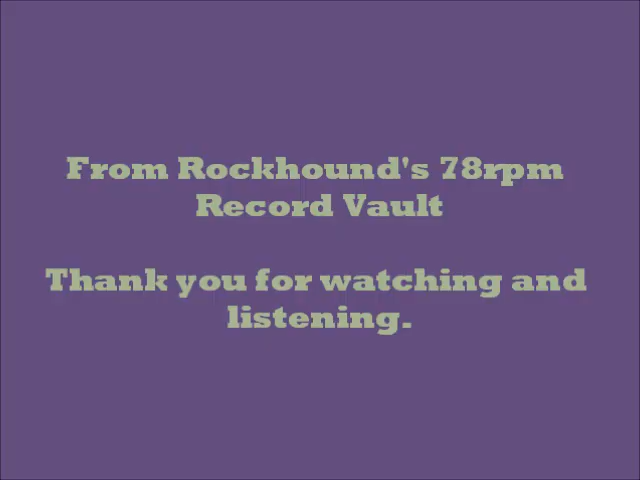 From Rockhound's 78rpm
Record Vault
Thank you for watching and
listening.